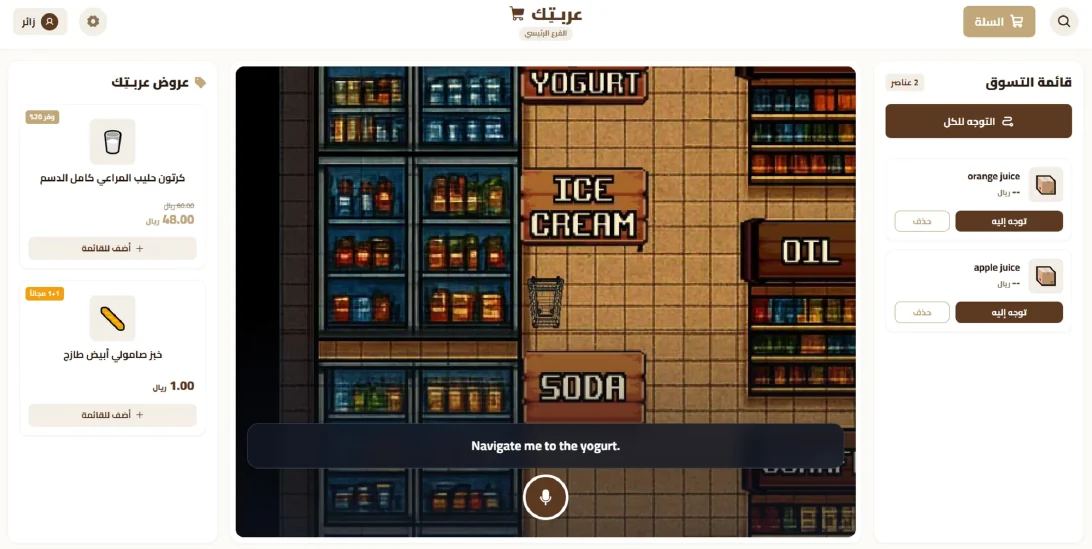 عربـتك
الفرع الرئيسي
السلة
زائر
قائمة التسوق
2 عناصر
التوجه للكل
orange juice
-- ريال
توجه إليه
حذف
apple juice
-- ريال
توجه إليه
حذف
YOGURT
ICE
CREAM
OIL
SODA
Navigate me to the yogurt.
عروض عربـتك
وفر 20%
كرتون حليب المراعي كامل الدسم
60.00 ريال
48.00 ريال
+ أضف للقائمة
1+1 مجاناً
خبز صامولي أبيض طازج
1.00 ريال
+ أضف للقائمة